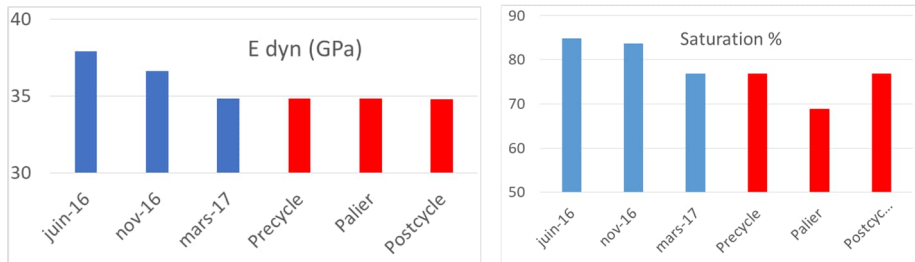 E dyn (GPa)
40
35
30
juin-16
nov-16
mars-17
Precycle
Palier
Postcycle
Saturation %
90
80
70
60
50
juin-16
nov-16
mars-17
Precycle
Palier
Postcyc...